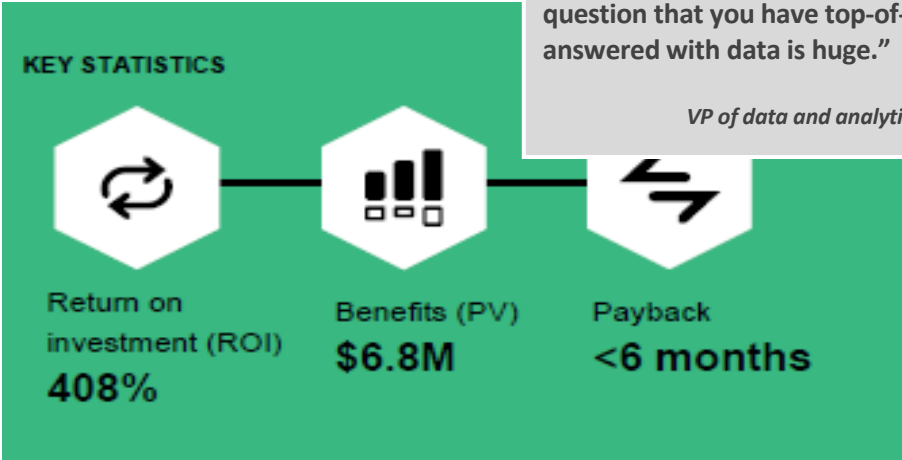 question that you have top-of-
answered with data is huge.”
VP of data and analyti
KEY STATISTICS
Return on
investment (ROI)
408%
Benefits (PV)
$6.8M
Payback
<6 months